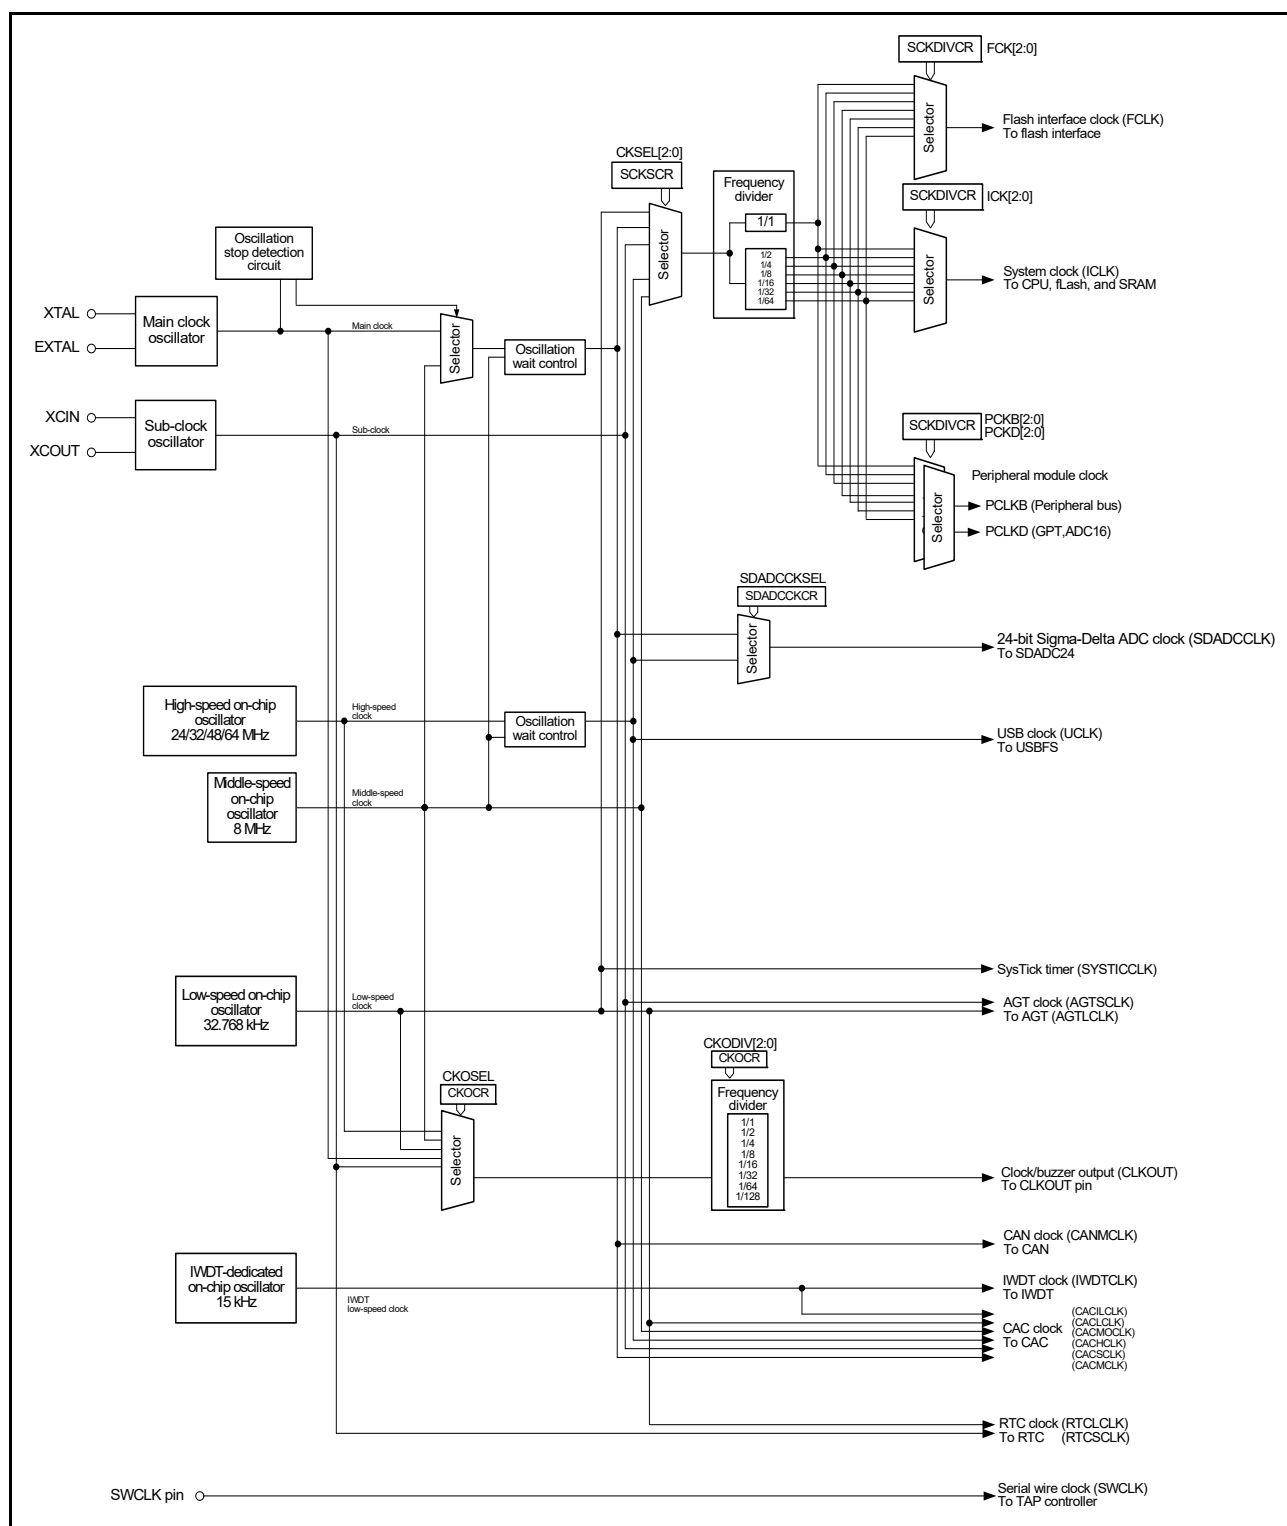 SCKDIVCR FCK[2:0]
Selector
Flash interface clock (FCLK)
To flash interface
CKSEL[2:0]
SCKSCR
Selector
Frequency
divider
1/1
1/2
1/4
1/8
1/16
1/32
1/64
SCKDIVCR ICK[2:0]
Selector
System clock (ICLK)
To CPU, fLash, and SRAM
Oscillation
stop detection
circuit
XTAL
EXTAL
Main clock
oscillator
Main clock
Selector
Oscillation
wait control
XCIN
XCOUT
Sub-clock
oscillator
Sub-clock
SCKDIVCR
PCKB[2:0]
PCKD[2:0]
Selector
Peripheral module clock
PCLKB (Peripheral bus)
PCLKD (GPT,ADC16)
SDADCCKSEL
SDADCCKCR
Selector
24-bit Sigma-Delta ADC clock (SDADCCLK)
To SDADC24
High-speed on-chip
oscillator
24/32/48/64 MHz
High-speed
clock
Oscillation
wait control
USB clock (UCLK)
To USBFS
Middle-speed
on-chip
oscillator
8 MHz
Middle-speed
clock
SysTick timer (SYSTICCLK)
Low-speed on-chip
oscillator
32.768 kHz
Low-speed
clock
AGT clock (AGTSCLK)
To AGT (AGTLCLK)
CKOSEL
CKOCR
Selector
CKODIV[2:0]
CKOCR
Frequency
divider
1/1
1/2
1/4
1/8
1/16
1/32
1/64
1/128
Clock/buzzer output (CLKOUT)
To CLKOUT pin
CAN clock (CANMCLK)
To CAN
IWDT-dedicated
on-chip oscillator
15 kHz
IWDT
low-speed clock
IWDT clock (IWDTCLK)
To IWDT
CAC clock
To CAC
(CACILCLK)
(CACLCLK)
(CACMOCLK)
(CACHCLK)
(CACSCLK)
(CACMCLK)
RTC clock (RTCLCLK)
To RTC (RTCSCLK)
SWCLK pin
Serial wire clock (SWCLK)
To TAP controller